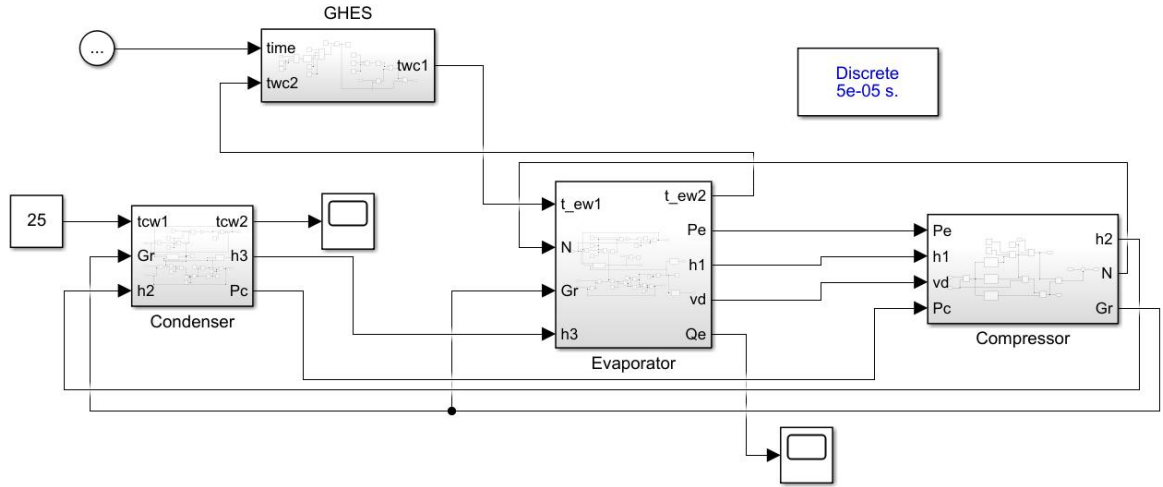 GHES
...
time
twc1
twc2
Discrete
5e-05 s.
25
tcw1
tcw2
Gr
h3
h2
Pc
Condenser
t_ew1
t_ew2
N
Pe
h1
Gr
vd
h3
Qe
Evaporator
Pe
h2
h1
N
vd
Pc
Gr
Compressor